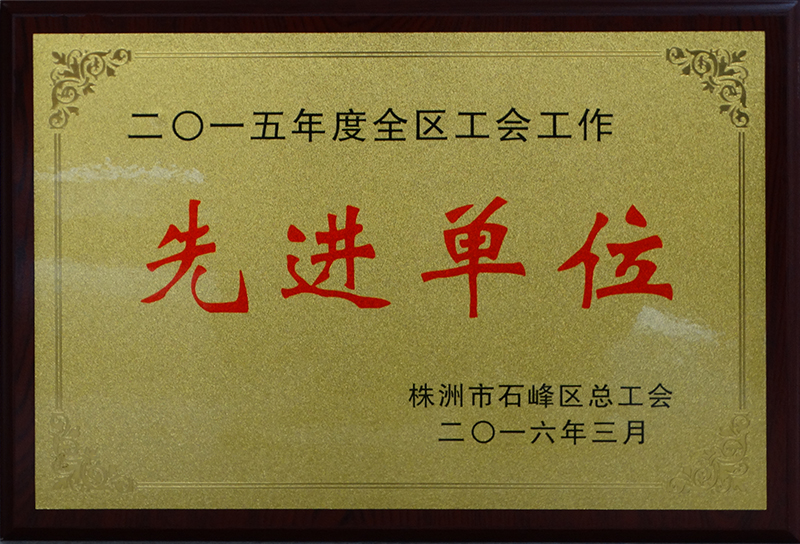 二〇一五年度全区工会工作
先进单位
株洲市石峰区总工会
二〇一六年三月